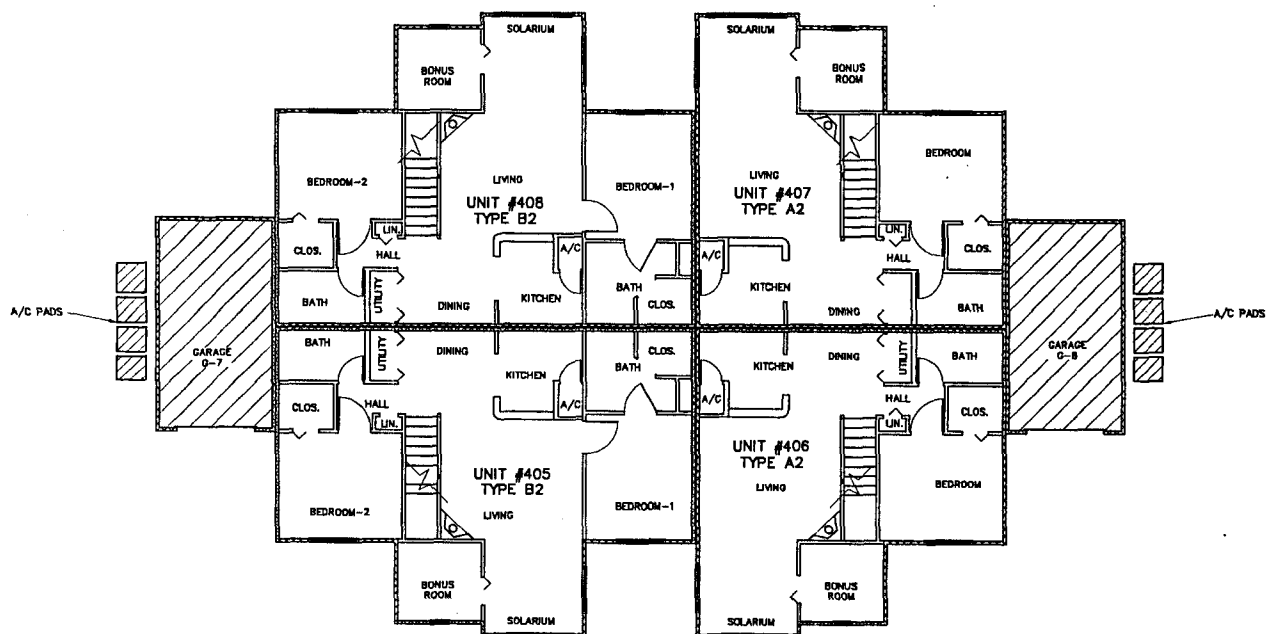 SOLARIUM
SOLARIUM
BONUS
ROOM
BONUS
ROOM
BEDROOM-2
LIVING
UNIT #408
TYPE B2
BEDROOM-1
LIVING
UNIT #407
TYPE A2
BEDROOM
CLOS.
LIN.
HALL
A/C
A/C
LIN.
HALL
CLOS.
BATH
UTILITY
DINING
KITCHEN
BATH
CLOS.
KITCHEN
DINING
UTILITY
BATH
A/C PADS
A/C PADS
GARAGE
G-7
GARAGE
G-8
BATH
UTILITY
DINING
KITCHEN
BATH
CLOS.
KITCHEN
DINING
UTILITY
BATH
CLOS.
HALL
LIN.
A/C
A/C
HALL
LIN.
CLOS.
UNIT #405
TYPE B2
LIVING
BEDROOM-2
BEDROOM-1
UNIT #406
TYPE A2
LIVING
BEDROOM
BONUS
ROOM
BONUS
ROOM
SOLARIUM
SOLARIUM